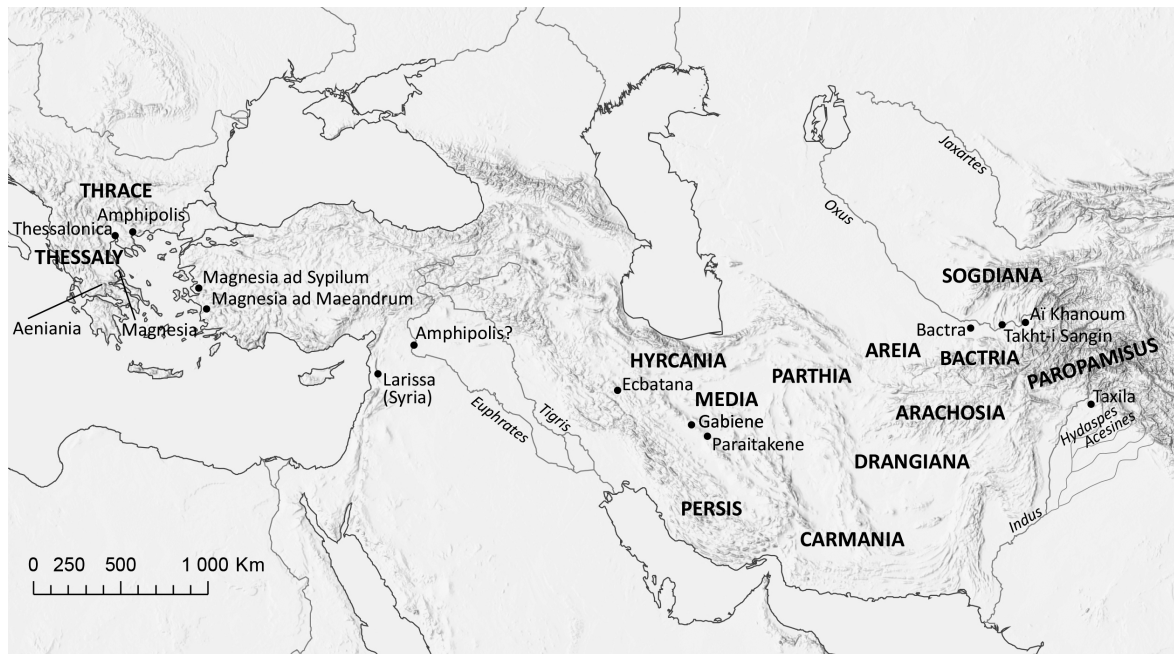 THRACE
Amphipolis
Thessalonica
THESSALY
Aeniania
Magnesia
Magnesia ad Sypilum
Magnesia ad Maeandrum
Amphipolis?
Larissa
(Syria)
Euphrates
Tigris
HYRCANIA
Ecbatana
MEDIA
Gabiene
Paraitakene
PERSIS
PARTHIA
CARMANIA
Oxus
Jaxartes
SOGDIANA
Bactra
Aï Khanoum
Takht-i Sangin
AREIA
BACTRIA
PAROPAMISUS
ARACHOSIA
Taxila
Hydaspes
Acesines
DRANGIANA
Indus
0 250 500 1 000 Km